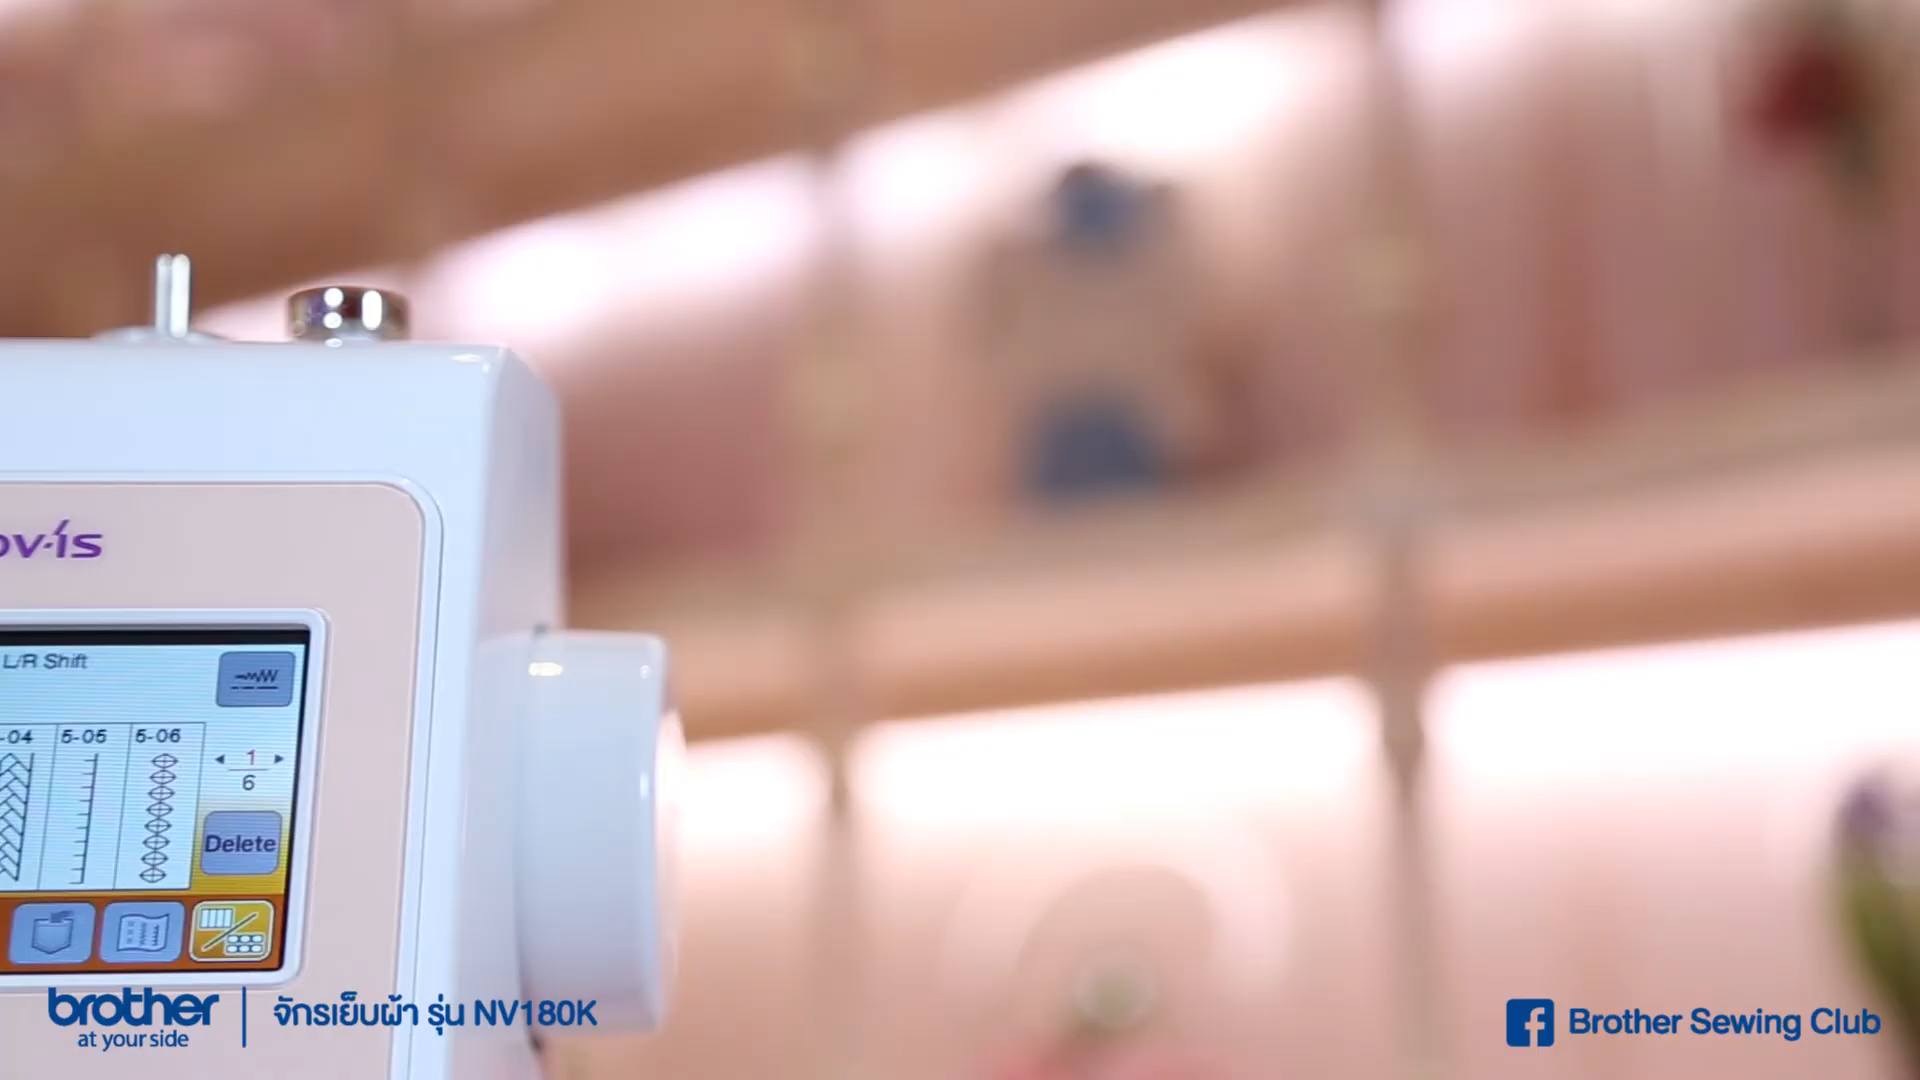 ov-ís
L/R Shift
-04 5-05 5-06
1
6
Delete
brother
at your side
จักรเย็บผ้า รุ่น NV180K
Brother Sewing Club